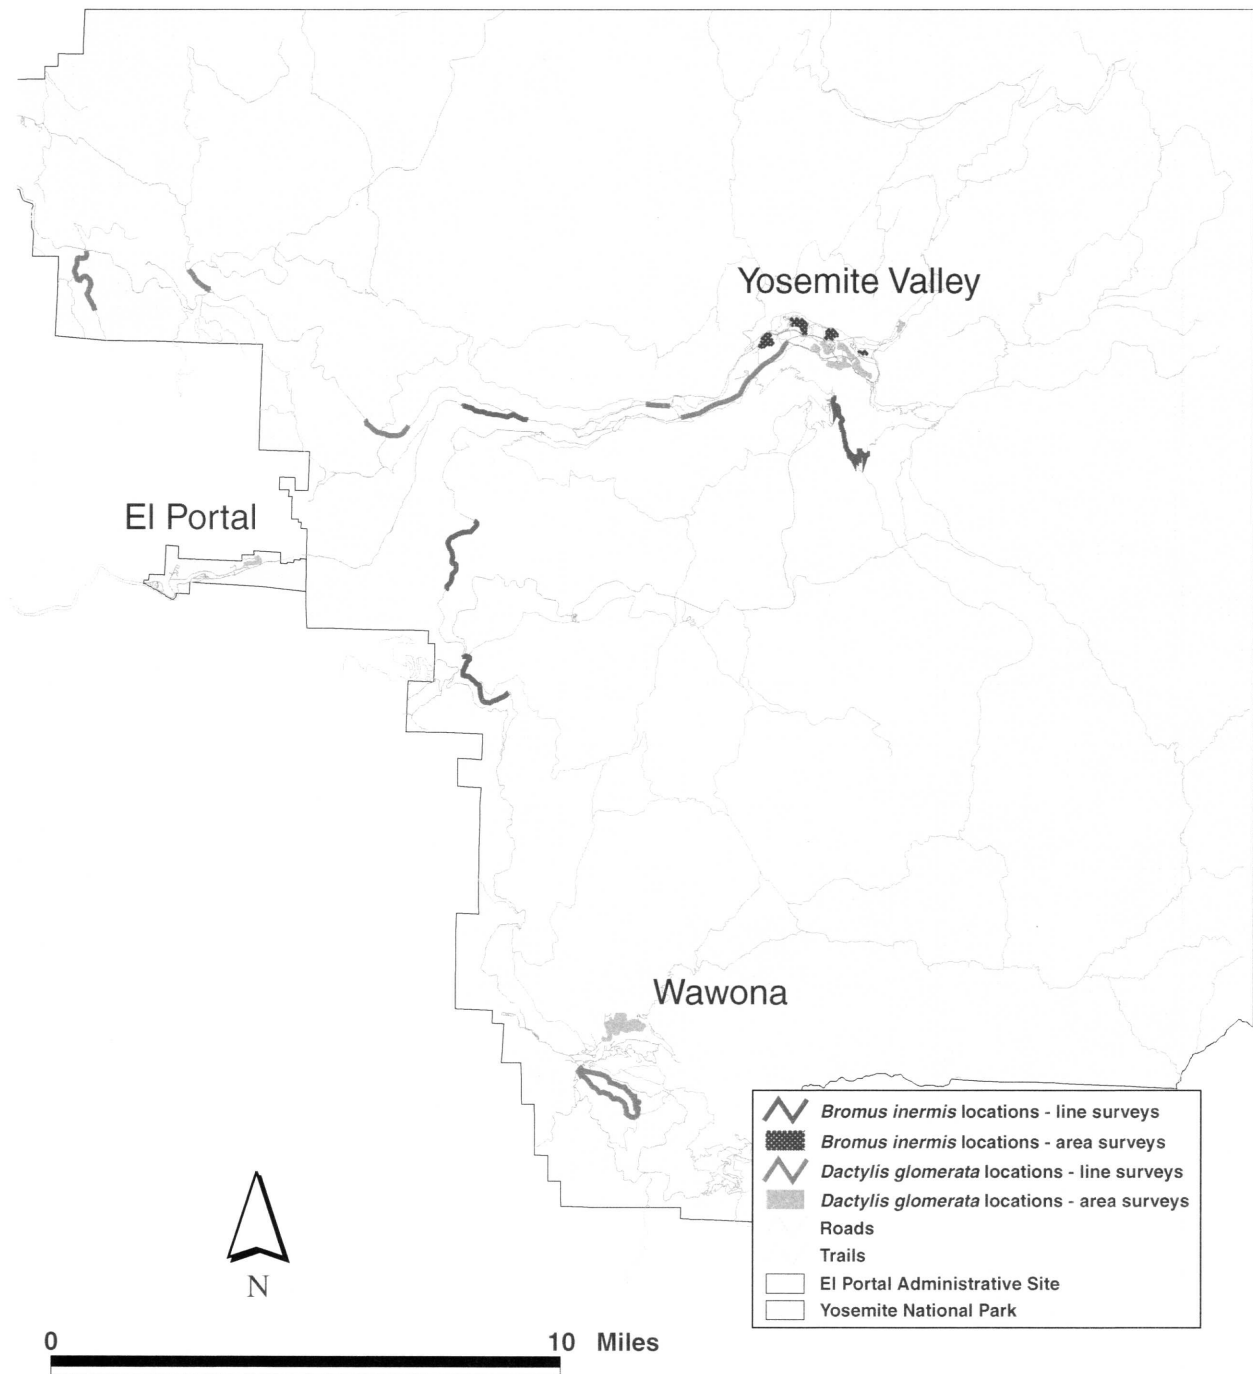 Yosemite Valley
El Portal
Wawona
Bromus inermis locations - line surveys
Bromus inermis locations - area surveys
Dactylis glomerata locations - line surveys
Dactylis glomerata locations - area surveys
Roads
Trails
El Portal Administrative Site
Yosemite National Park
N
0 10 Miles